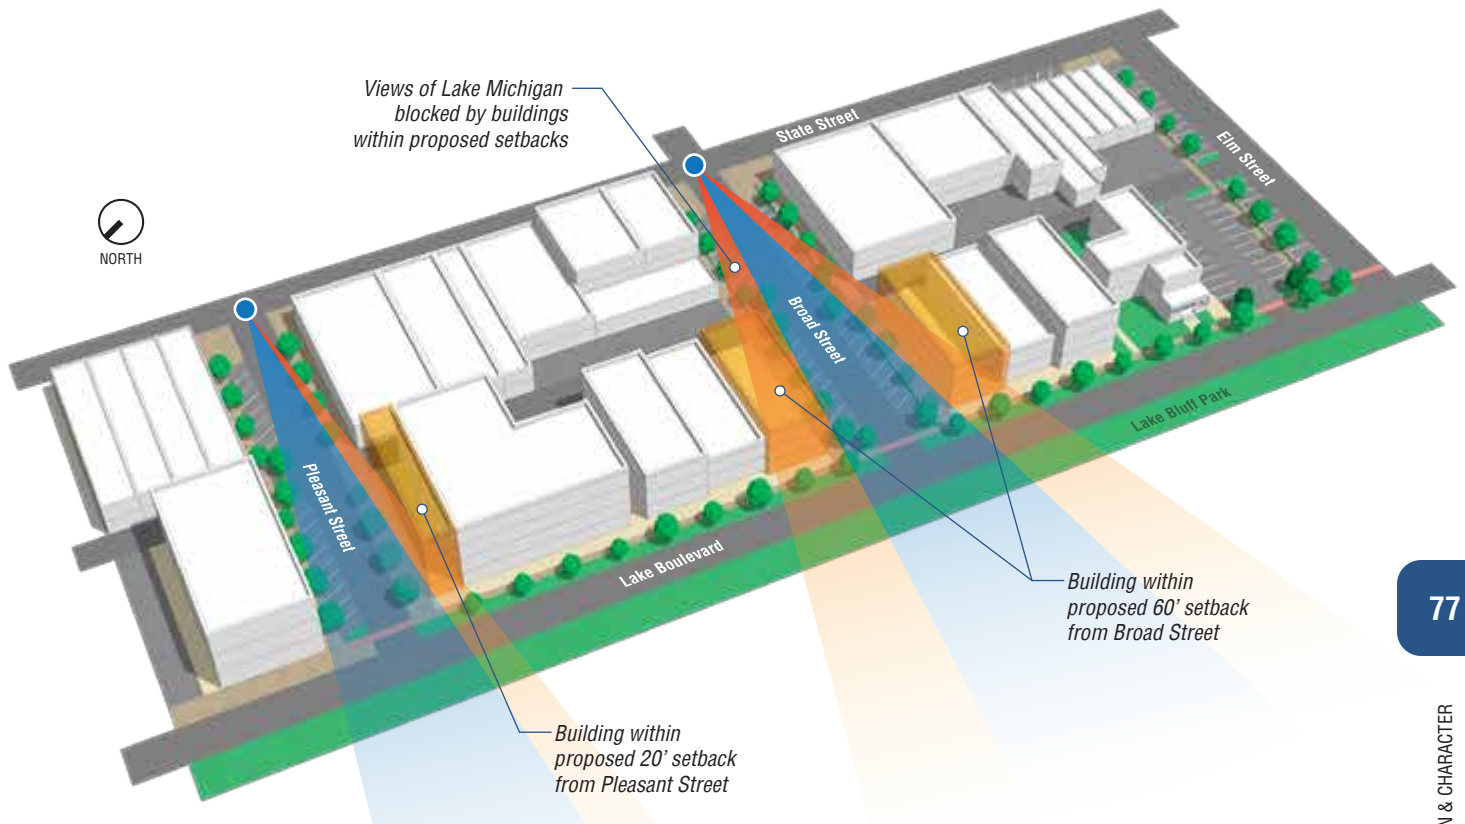 Views of Lake Michigan
blocked by buildings
within proposed setbacks
State Street
Elm Street
NORTH
Broad Street
Pleasant Street
Lake Bluff Park
Lake Boulevard
Building within
proposed 60’ setback
from Broad Street
77
Building within
proposed 20’ setback
from Pleasant Street
N & CHARACTER